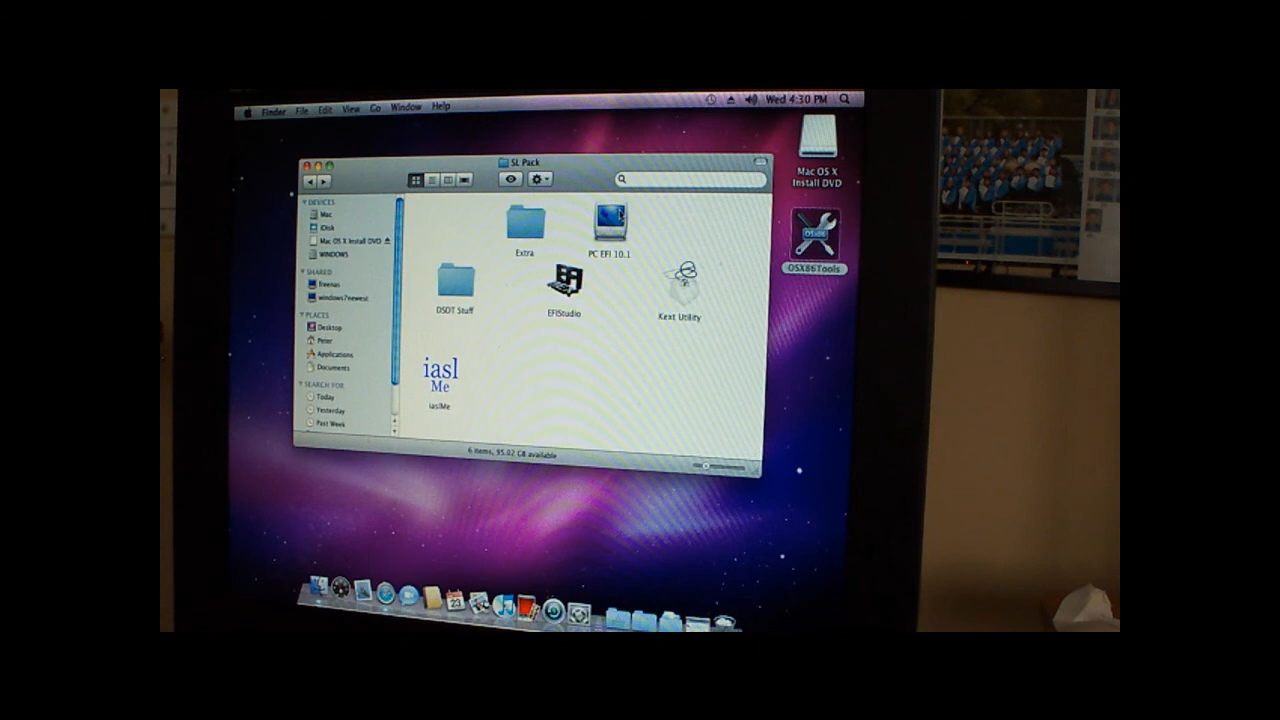 Finder File Edit View Go Window Help
Wed 4:30 PM
SL Pack
Mac OS X
Install DVD
OSX86
OSX86Tools
DEVICES
Mac
iDisk
Mac OS X Install DVD
WINDOWS
SHARED
freenas
windows7newest
PLACES
Desktop
Peter
Applications
Documents
SEARCH FOR
Today
Yesterday
Past Week
Extra
PC EFI 10.1
DSDT Stuff
EFI
EFIStudio
Kext Utility
iasl
Me
iaslMe
6 items, 95.02 GB available
23